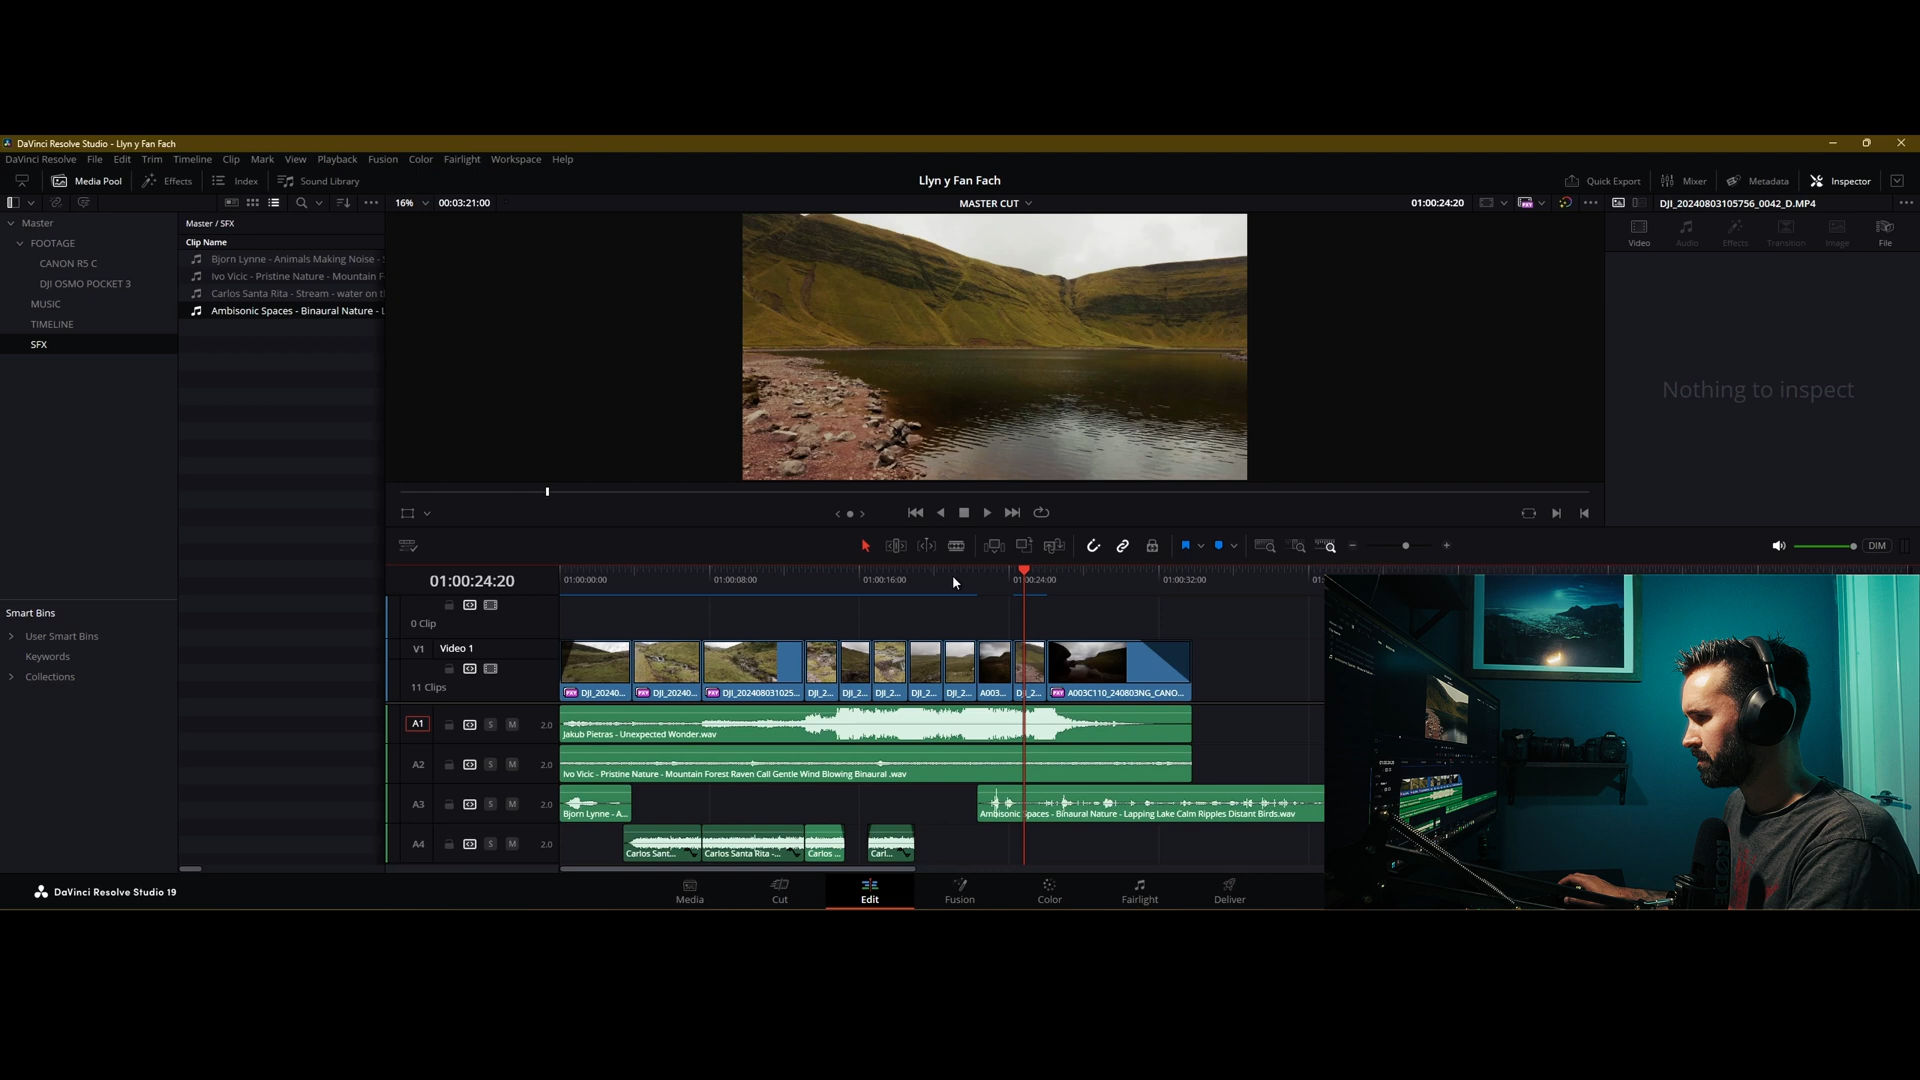 DaVinci Resolve Studio - Llyn y Fan Fach
DaVinci Resolve File Edit Trim Timeline Clip Mark View Playback Fusion Color Fairlight Workspace Help
Media Pool Effects Index Sound Library Llyn y Fan Fach Quick Export Mixer Metadata Inspector
16% 00:03:21:00 MASTER CUT 01:00:24:20 DJI_20240803105756_0042_D.MP4
Master
FOOTAGE
CANON R5 C
DJI OSMO POCKET 3
MUSIC
TIMELINE
SFX
Master / SFX
Clip Name
Bjorn Lynne - Animals Making Noise -
Ivo Vicic - Pristine Nature - Mountain F
Carlos Santa Rita - Stream - water on t
Ambisonic Spaces - Binaural Nature - L
Video Audio Effects Transition Image File
Nothing to inspect
DIM
01:00:24:20 01:00:00:00 01:00:08:00 01:00:16:00 01:00:24:00 01:00:32:00
0 Clip
V1 Video 1
11 Clips
DJI_20240... DJI_20240... DJI_202408031025... DJI_2... DJI_2... DJI_2... DJI_2... DJI_2... A003... DJI_2... A003C110_240803NG_CANO...
A1 S M 2.0
Jakub Pietras - Unexpected Wonder.wav
A2 S M 2.0
Ivo Vicic - Pristine Nature - Mountain Forest Raven Call Gentle Wind Blowing Binaural .wav
A3 S M 2.0
Bjorn Lynne - A... Ambisonic Spaces - Binaural Nature - Lapping Lake Calm Ripples Distant Birds.wav
A4 S M 2.0
Carlos Sant... Carlos Santa Rita -... Carlos ... Carl...
Smart Bins
User Smart Bins
Keywords
Collections
DaVinci Resolve Studio 19
Media Cut Edit Fusion Color Fairlight Deliver
RODE